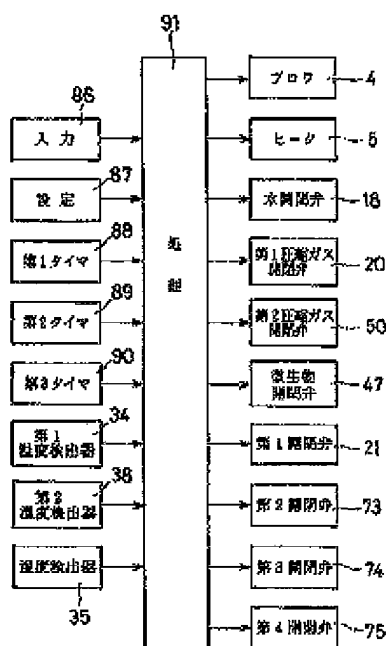 91
処理
86
入力
87
設定
88
第1タイマ
89
第2タイマ
90
第3タイマ
34
第1
温度検出器
38
第2
温度検出器
湿度検出器
35
ブロワ
4
ヒータ
5
水開閉弁
18
第1圧縮ガス
開閉弁
20
第2圧縮ガス
開閉弁
50
微生物
開閉弁
47
第1開閉弁
21
第2開閉弁
73
第3開閉弁
74
第4開閉弁
75